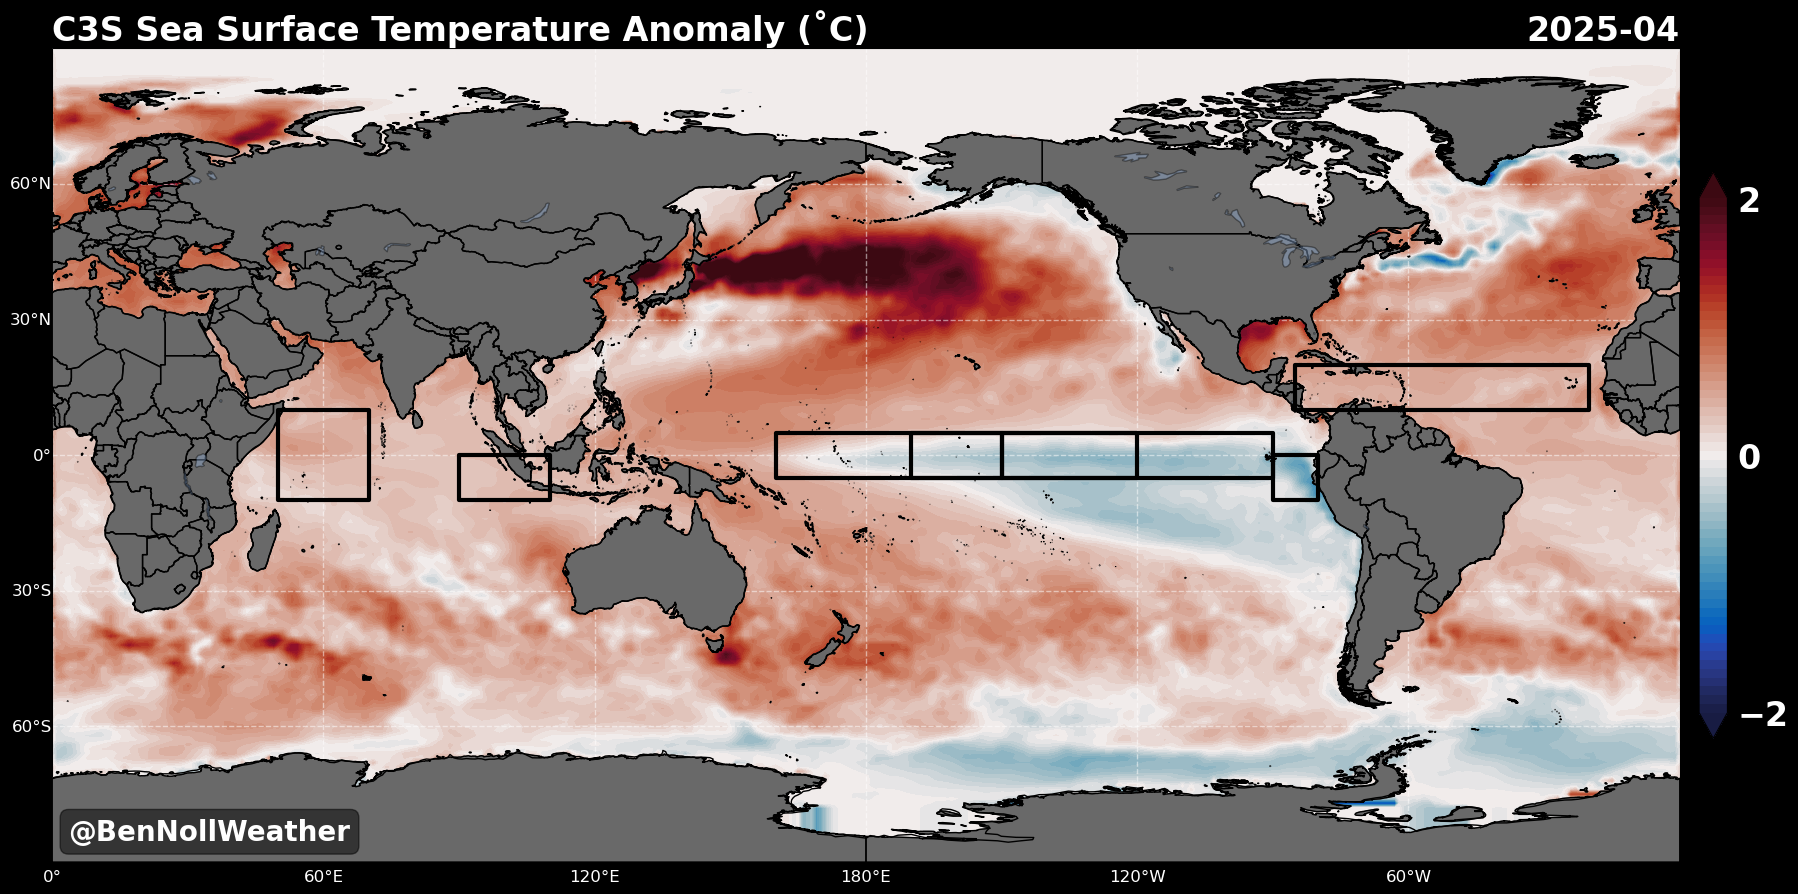 C3S Sea Surface Temperature Anomaly (˚C)
2025-04
60°N
30°N
0°
30°S
60°S
0°
60°E
120°E
180°E
120°W
60°W
2
0
−2
@BenNollWeather